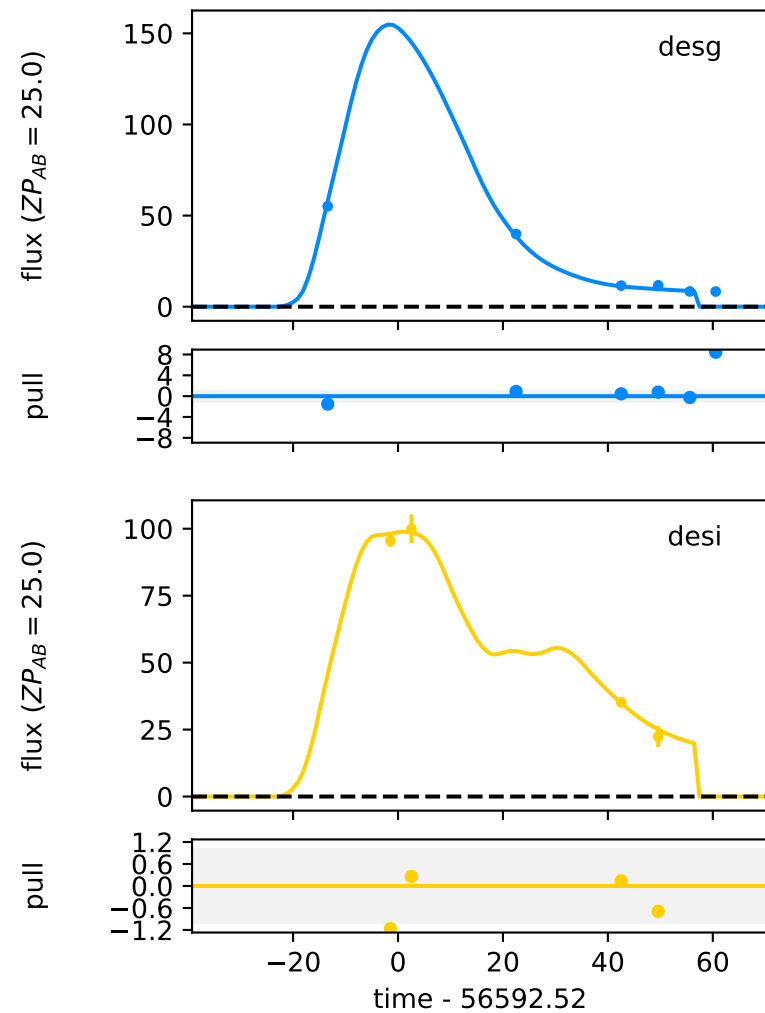 desg
flux (ZP_AB = 25.0)
150
100
50
0
pull
8
4
0
−4
−8
desi
flux (ZP_AB = 25.0)
100
75
50
25
0
pull
1.2
0.6
0.0
−0.6
−1.2
−20 0 20 40 60
time - 56592.52